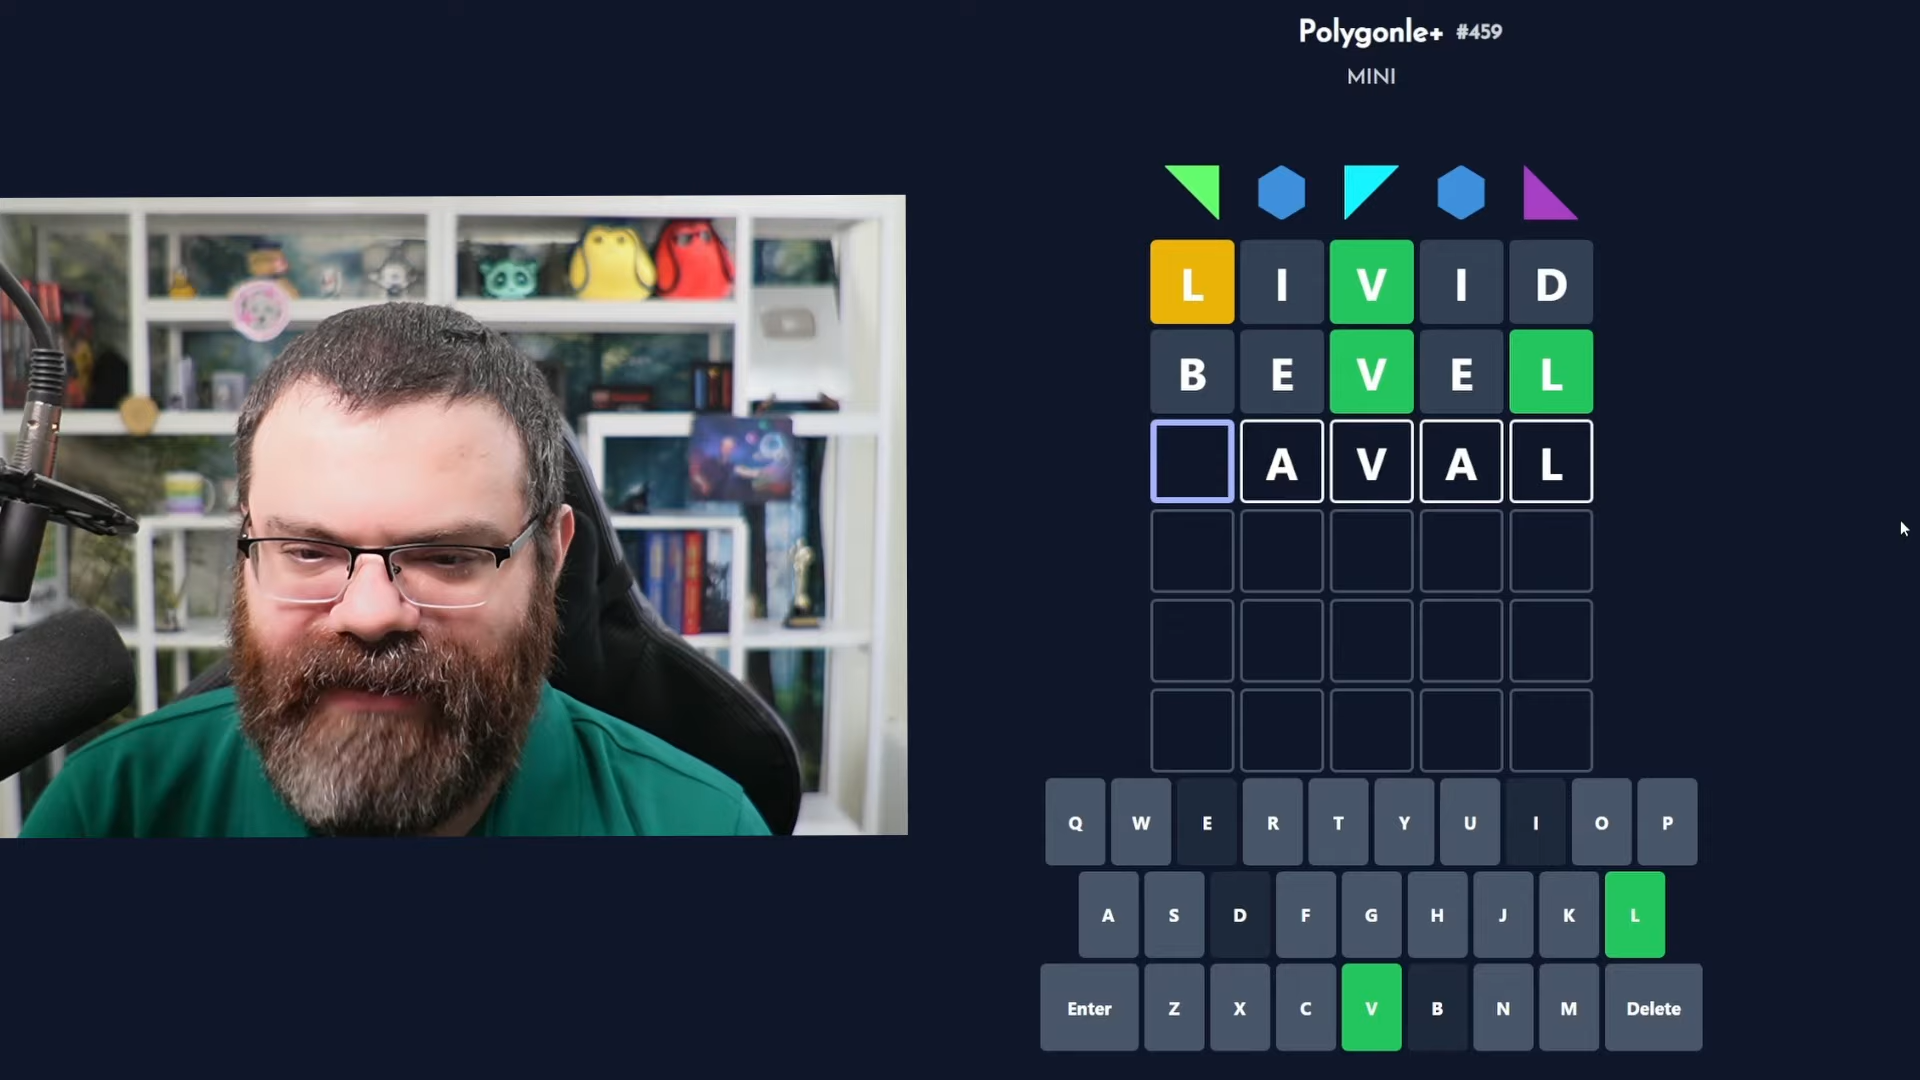 Polygonle+ #459
MINI
L I V I D
B E V E L
A V A L
Q W E R T Y U I O P
A S D F G H J K L
Enter Z X C V B N M Delete